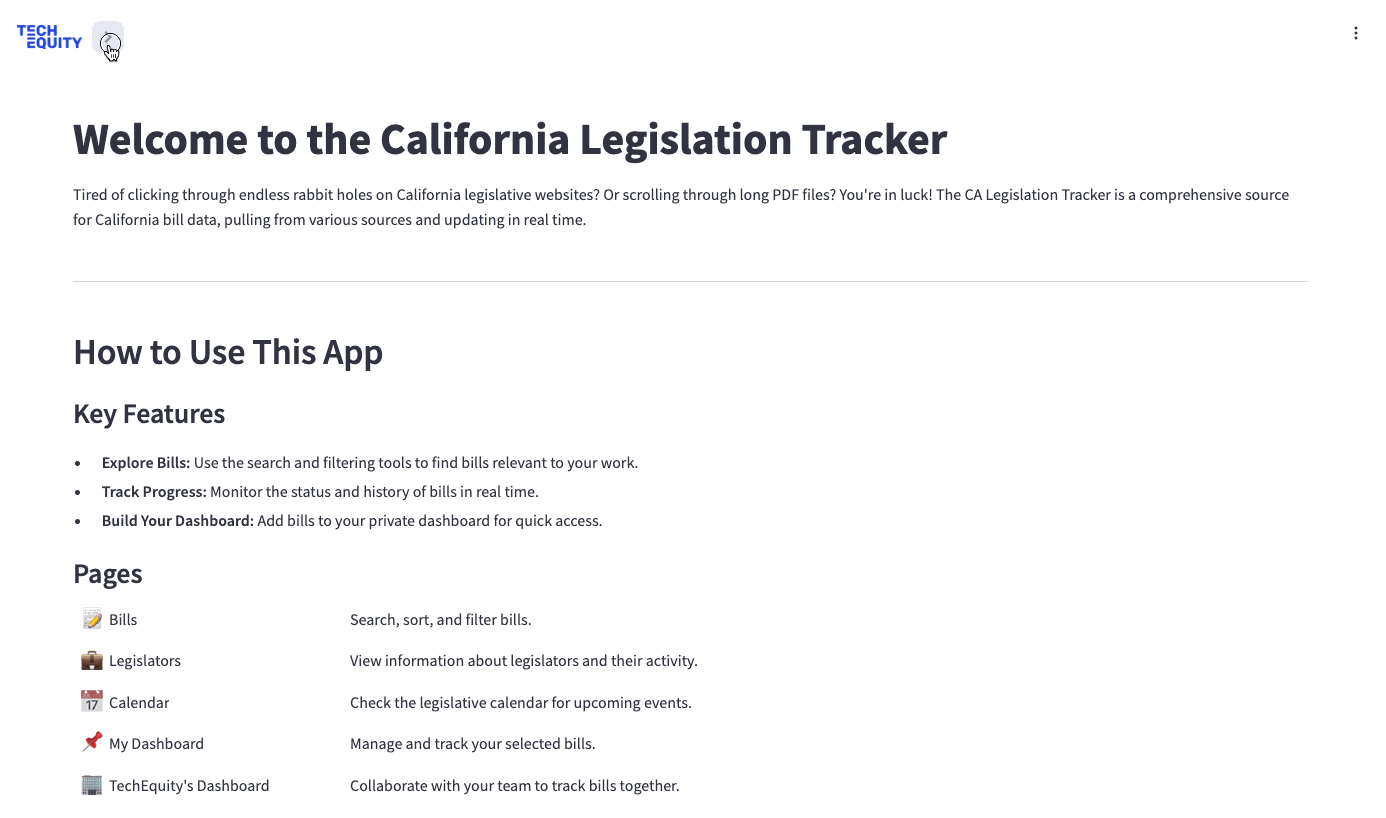 TECH
EQUITY
Welcome to the California Legislation Tracker
Tired of clicking through endless rabbit holes on California legislative websites? Or scrolling through long PDF files? You're in luck! The CA Legislation Tracker is a comprehensive source
for California bill data, pulling from various sources and updating in real time.
How to Use This App
Key Features
• Explore Bills: Use the search and filtering tools to find bills relevant to your work.
• Track Progress: Monitor the status and history of bills in real time.
• Build Your Dashboard: Add bills to your private dashboard for quick access.
Pages
Bills Search, sort, and filter bills.
Legislators View information about legislators and their activity.
17 Calendar Check the legislative calendar for upcoming events.
My Dashboard Manage and track your selected bills.
TechEquity's Dashboard Collaborate with your team to track bills together.